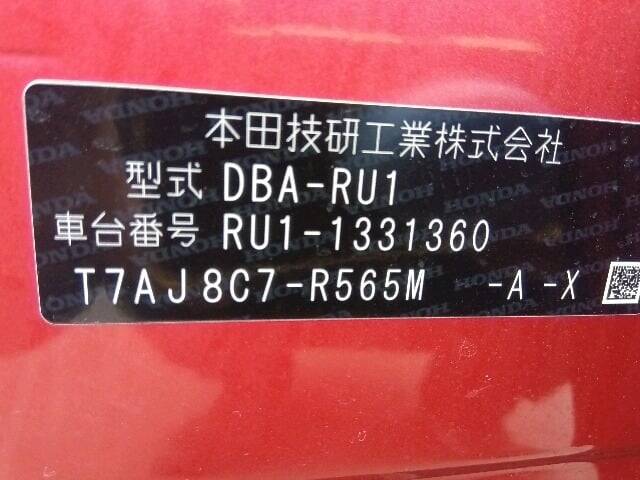 本田技研工業株式会社
型式 DBA-RU1
車台番号 RU1-1331360
T7AJ8C7-R565M -A -X